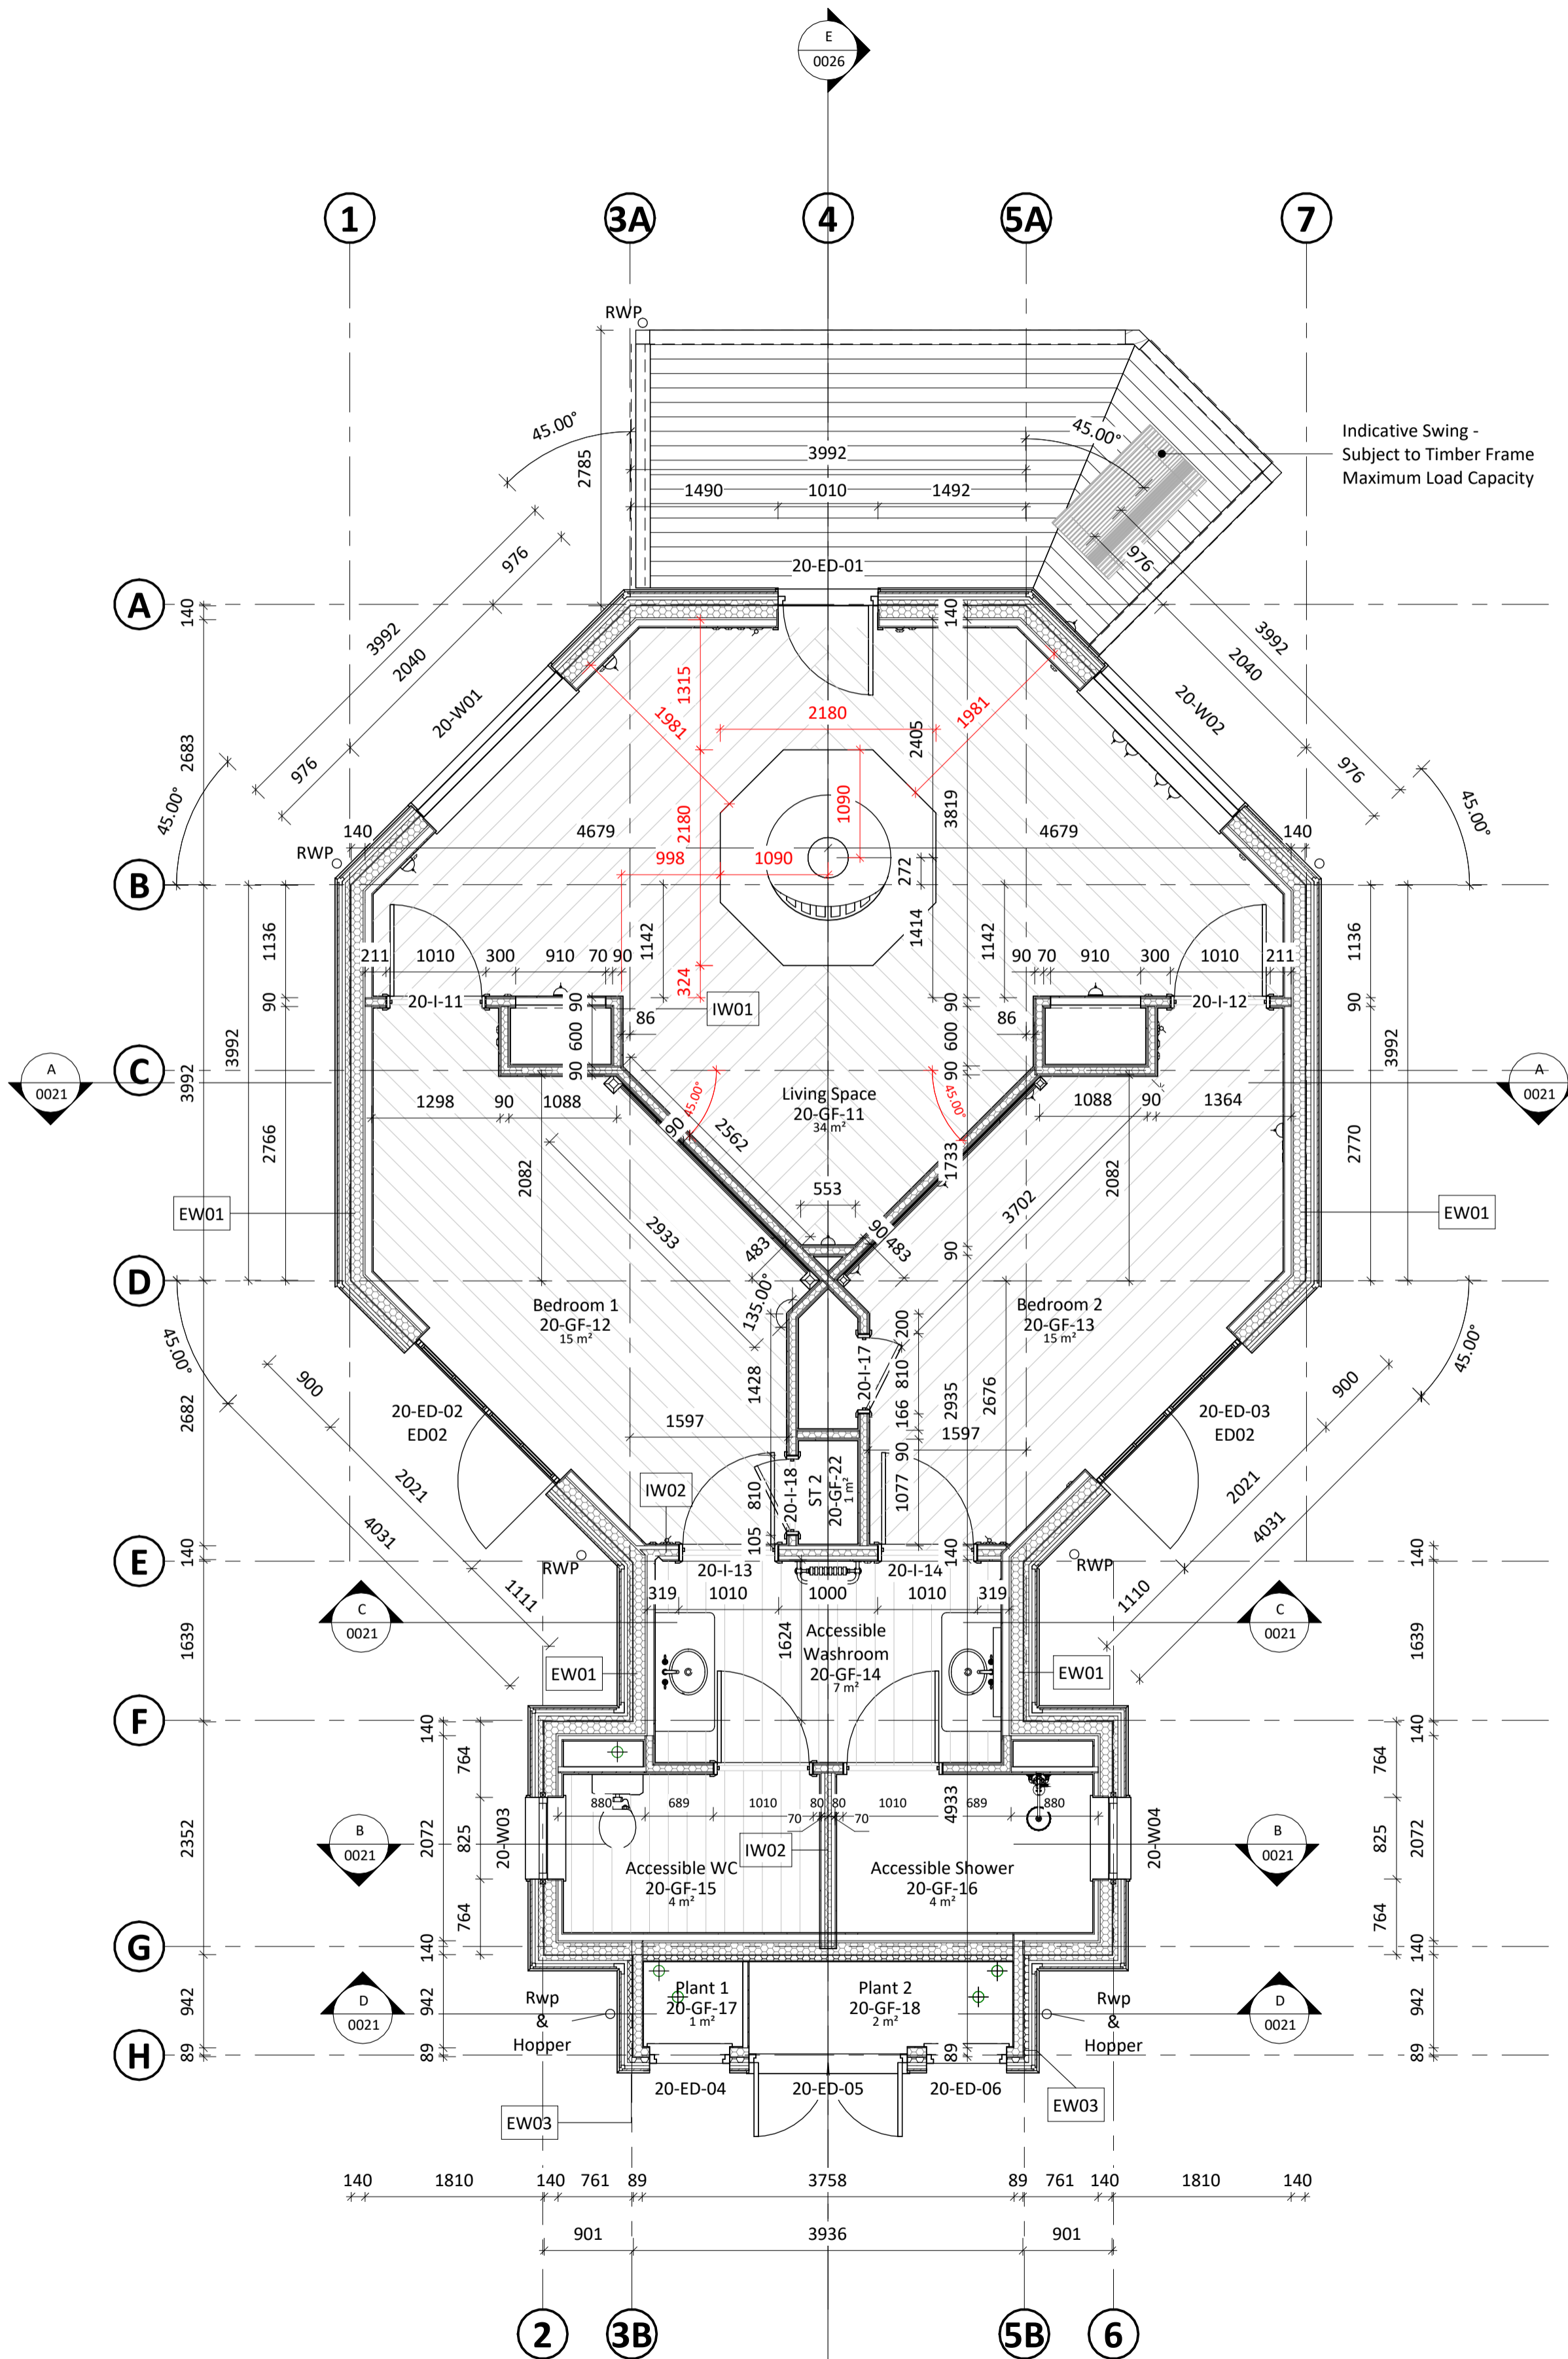 E
0026
1
3A
4
5A
7
RWP
45.00°
2785
3992
1490
1010
1492
45.00°
Indicative Swing -
Subject to Timber Frame
Maximum Load Capacity
976
976
976
20-ED-01
A
140
140
3992
2040
20-W01
3992
2040
20-W02
1315
1981
2180
1981
2405
2683
976
976
45.00°
45.00°
2180
1090
3819
140
4679
4679
140
RWP
998
1090
272
B
1136
1142
1414
1142
1136
211
1010
300
910
70
90
324
90
70
910
300
1010
211
20-I-11
90
IW01
90
20-I-12
90
90
86
86
3992
600
600
3992
C
A
0021
3992
90
90
A
0021
1298
90
1088
45.00°
Living Space
20-GF-11
34 m²
45.00°
1088
90
1364
90
2562
2766
2082
1733
2082
2770
EW01
553
3702
EW01
2933
483
90
483
90
D
135.00°
Bedroom 1
20-GF-12
15 m²
Bedroom 2
20-GF-13
15 m²
200
45.00°
45.00°
20-I-17
810
1428
900
900
2682
20-ED-02
ED02
1597
166
2935
2676
1597
20-ED-03
ED02
90
2021
IW02
810
20-I-18
ST 2
20-GF-22
1 m²
1077
2021
4031
4031
105
E
140
RWP
20-I-13
20-I-14
140
RWP
140
1111
319
1010
1000
1010
319
1110
C
0021
C
0021
1639
1624
Accessible
Washroom
20-GF-14
7 m²
1639
EW01
EW01
F
140
140
764
764
880
689
1010
80
80
1010
4933
689
880
70
70
B
0021
2352
2072
825
20-W03
IW02
20-W04
825
2072
B
0021
Accessible WC
20-GF-15
4 m²
Accessible Shower
20-GF-16
4 m²
764
764
G
140
140
D
0021
942
942
Rwp
&
Hopper
Plant 1
20-GF-17
1 m²
Plant 2
20-GF-18
2 m²
Rwp
&
Hopper
D
0021
942
H
89
89
89
89
20-ED-04
20-ED-05
20-ED-06
EW03
EW03
140
1810
140
761
89
3758
89
761
140
1810
140
901
3936
901
2
3B
5B
6